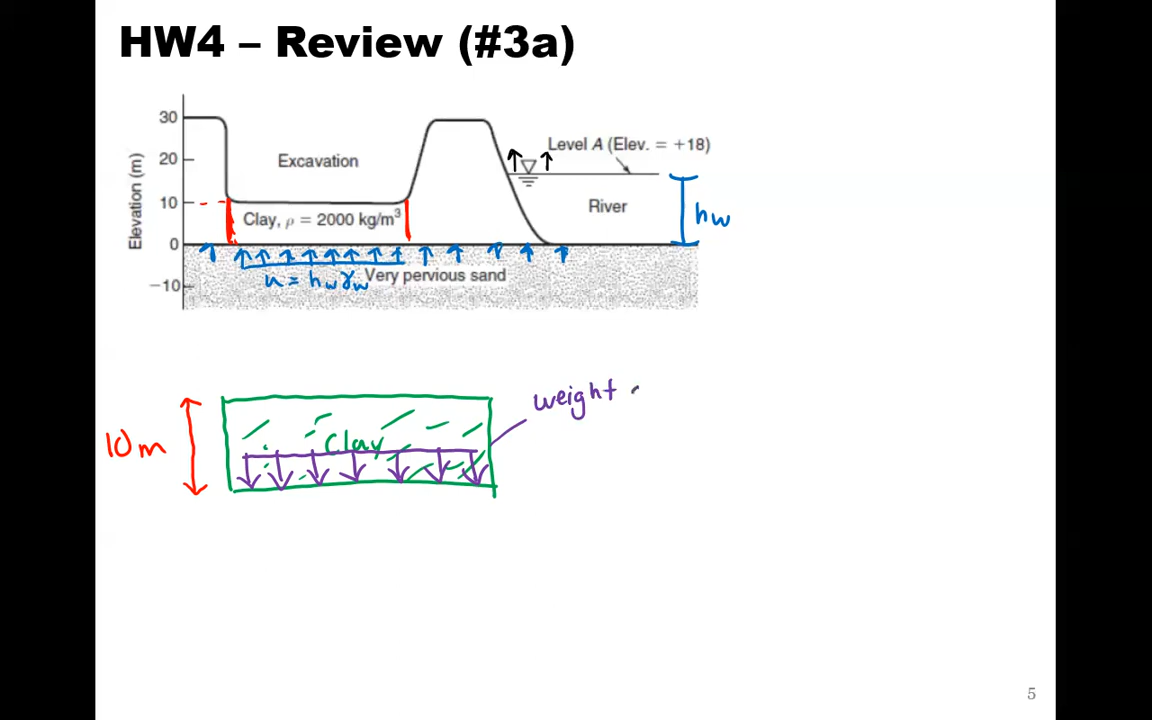 HW4 – Review (#3a)
30
Level A (Elev. = +18)
20
Excavation
Elevation (m)
10
River
hw
Clay, ρ = 2000 kg/m³
0
u = hwγw
Very pervious sand
−10
weight
10m
Clay
5